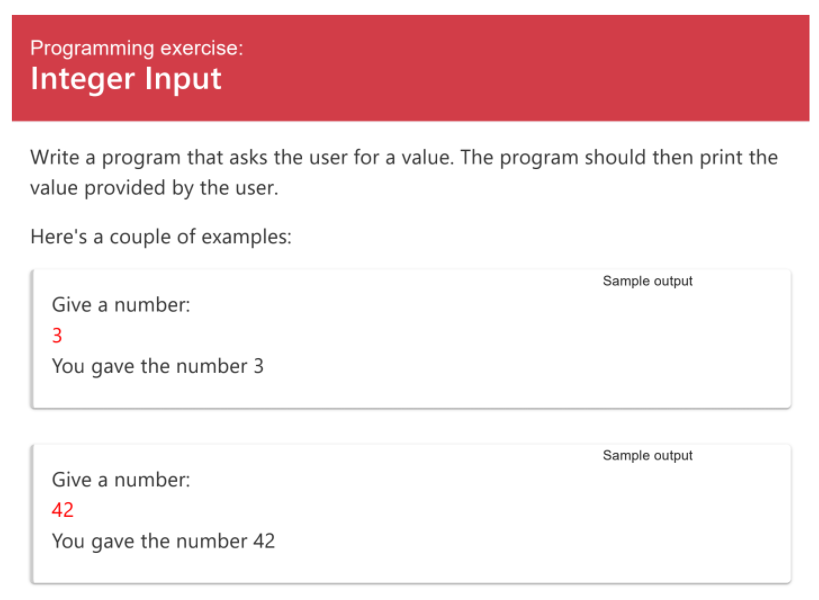 Programming exercise:
Integer Input
Write a program that asks the user for a value. The program should then print the
value provided by the user.
Here's a couple of examples:
Sample output
Give a number:
3
You gave the number 3
Sample output
Give a number:
42
You gave the number 42